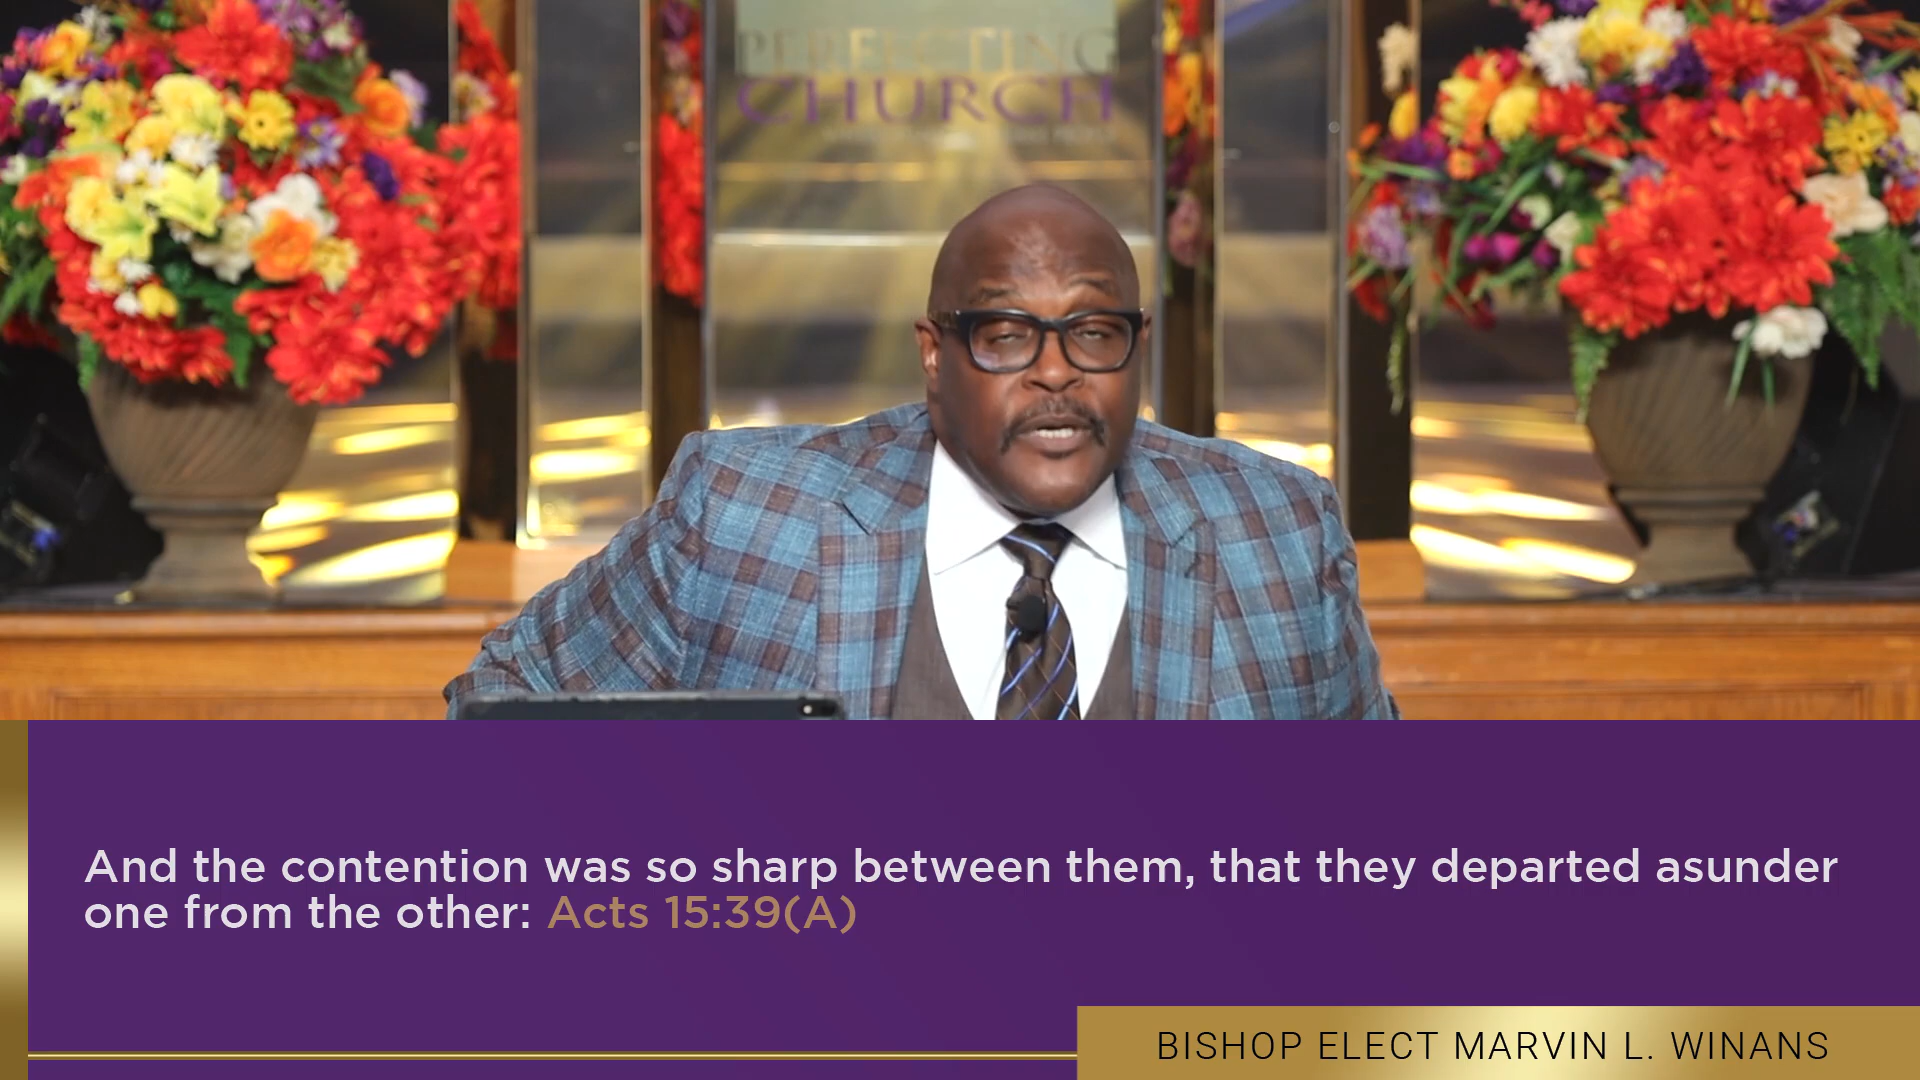 PERFECTING
CHURCH
And the contention was so sharp between them, that they departed asunder
one from the other: Acts 15:39(A)
BISHOP ELECT MARVIN L. WINANS